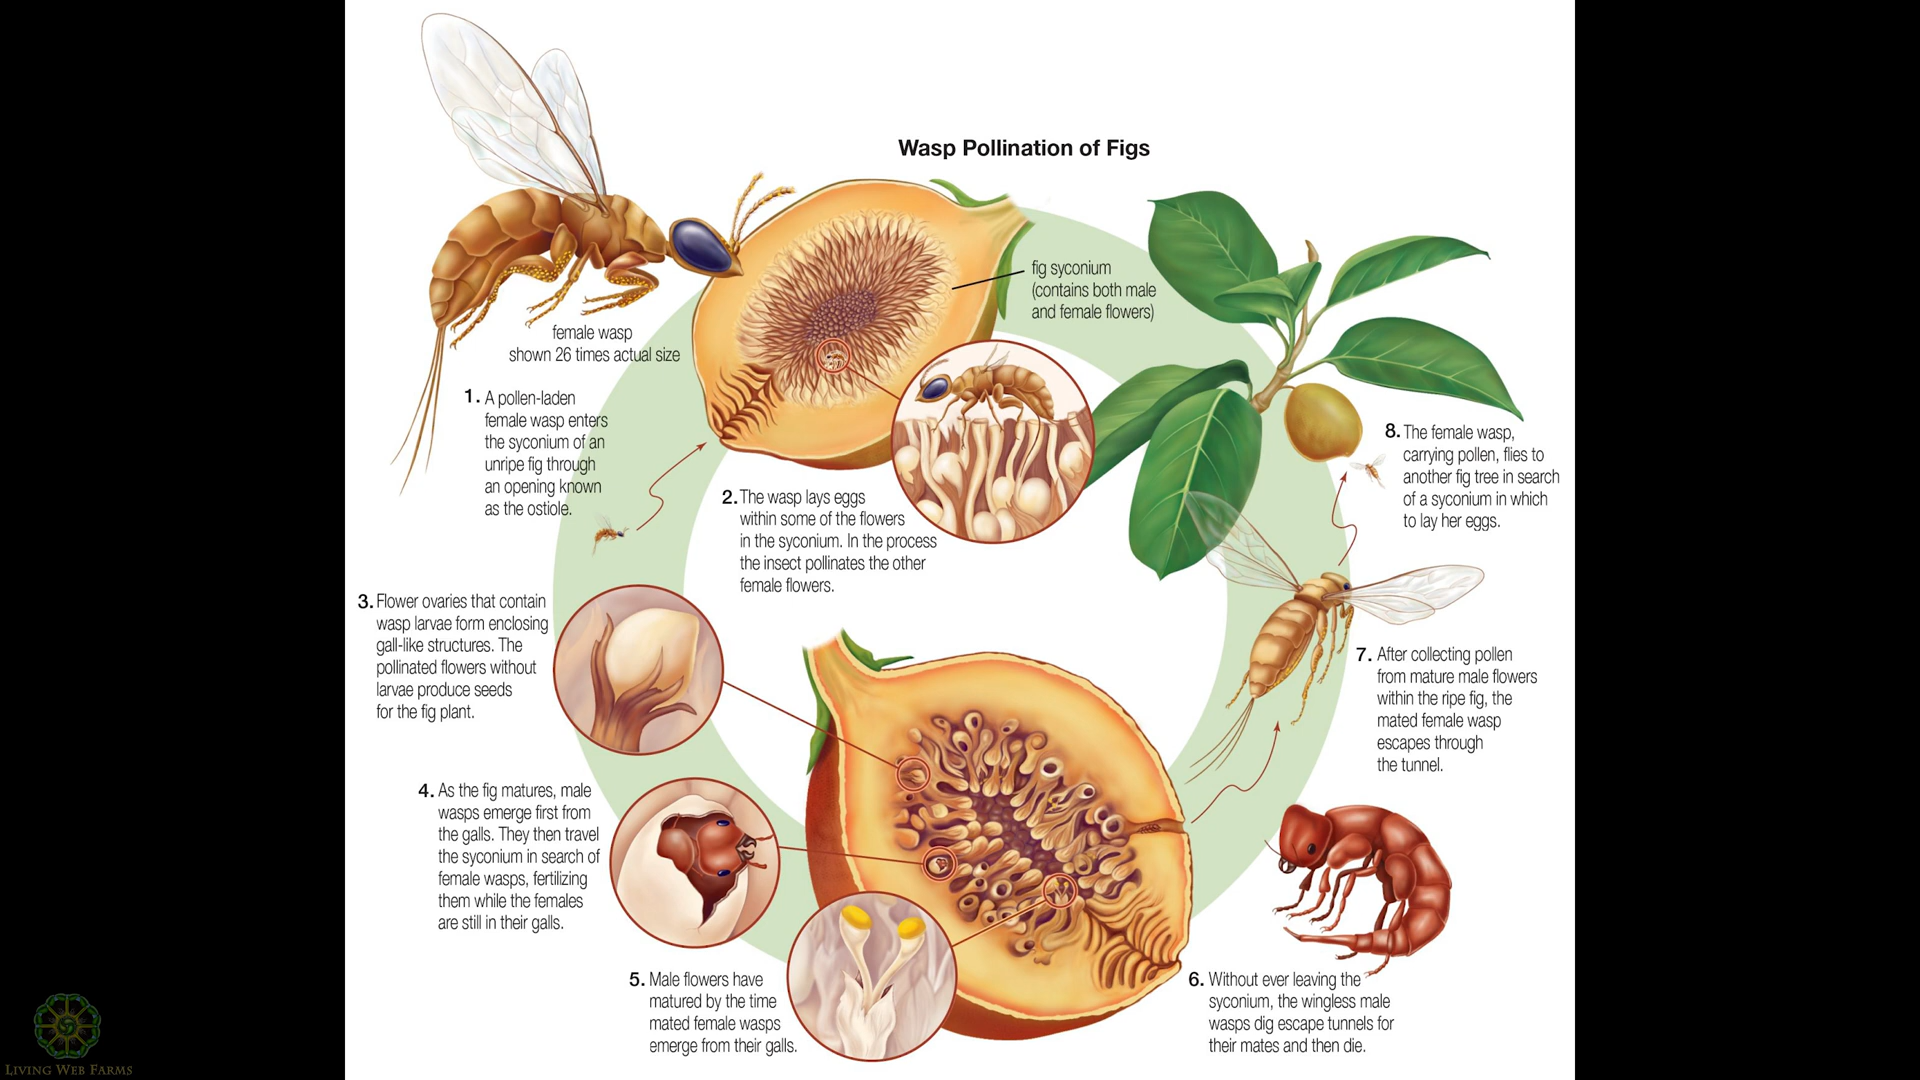 Wasp Pollination of Figs
female wasp
shown 26 times actual size
fig syconium
(contains both male
and female flowers)
1. A pollen-laden
female wasp enters
the syconium of an
unripe fig through
an opening known
as the ostiole.
2. The wasp lays eggs
within some of the flowers
in the syconium. In the process
the insect pollinates the other
female flowers.
3. Flower ovaries that contain
wasp larvae form enclosing
gall-like structures. The
pollinated flowers without
larvae produce seeds
for the fig plant.
4. As the fig matures, male
wasps emerge first from
the galls. They then travel
the syconium in search of
female wasps, fertilizing
them while the females
are still in their galls.
5. Male flowers have
matured by the time
mated female wasps
emerge from their galls.
6. Without ever leaving the
syconium, the wingless male
wasps dig escape tunnels for
their mates and then die.
7. After collecting pollen
from mature male flowers
within the ripe fig, the
mated female wasp
escapes through
the tunnel.
8. The female wasp,
carrying pollen, flies to
another fig tree in search
of a syconium in which
to lay her eggs.
LIVING WEB FARMS